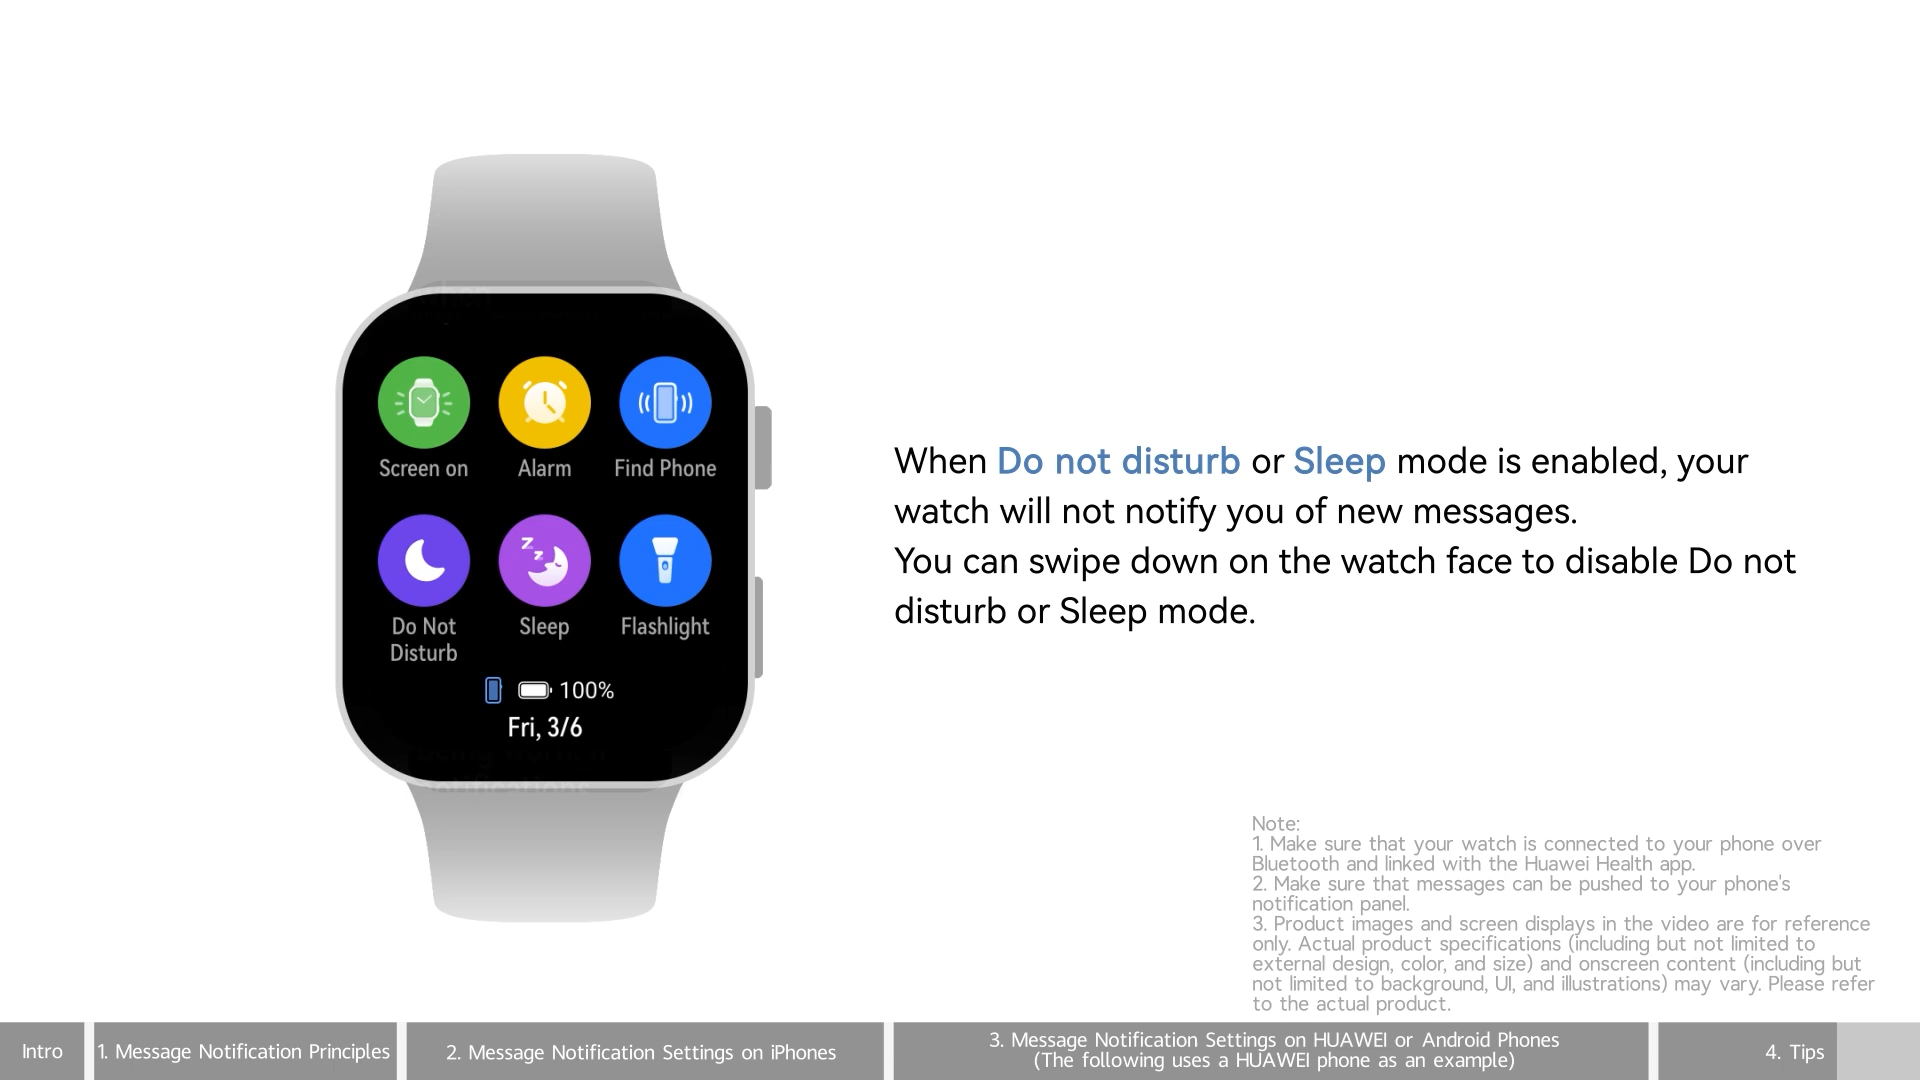 Screen on
Alarm
Find Phone
Do Not
Disturb
Sleep
Flashlight
100%
Fri, 3/6
When Do not disturb or Sleep mode is enabled, your
watch will not notify you of new messages.
You can swipe down on the watch face to disable Do not
disturb or Sleep mode.
Note:
1. Make sure that your watch is connected to your phone over
Bluetooth and linked with the Huawei Health app.
2. Make sure that messages can be pushed to your phone's
notification panel.
3. Product images and screen displays in the video are for reference
only. Actual product specifications (including but not limited to
external design, color, and size) and onscreen content (including but
not limited to background, UI, and illustrations) may vary. Please refer
to the actual product.
Intro
1. Message Notification Principles
2. Message Notification Settings on iPhones
3. Message Notification Settings on HUAWEI or Android Phones
(The following uses a HUAWEI phone as an example)
4. Tips